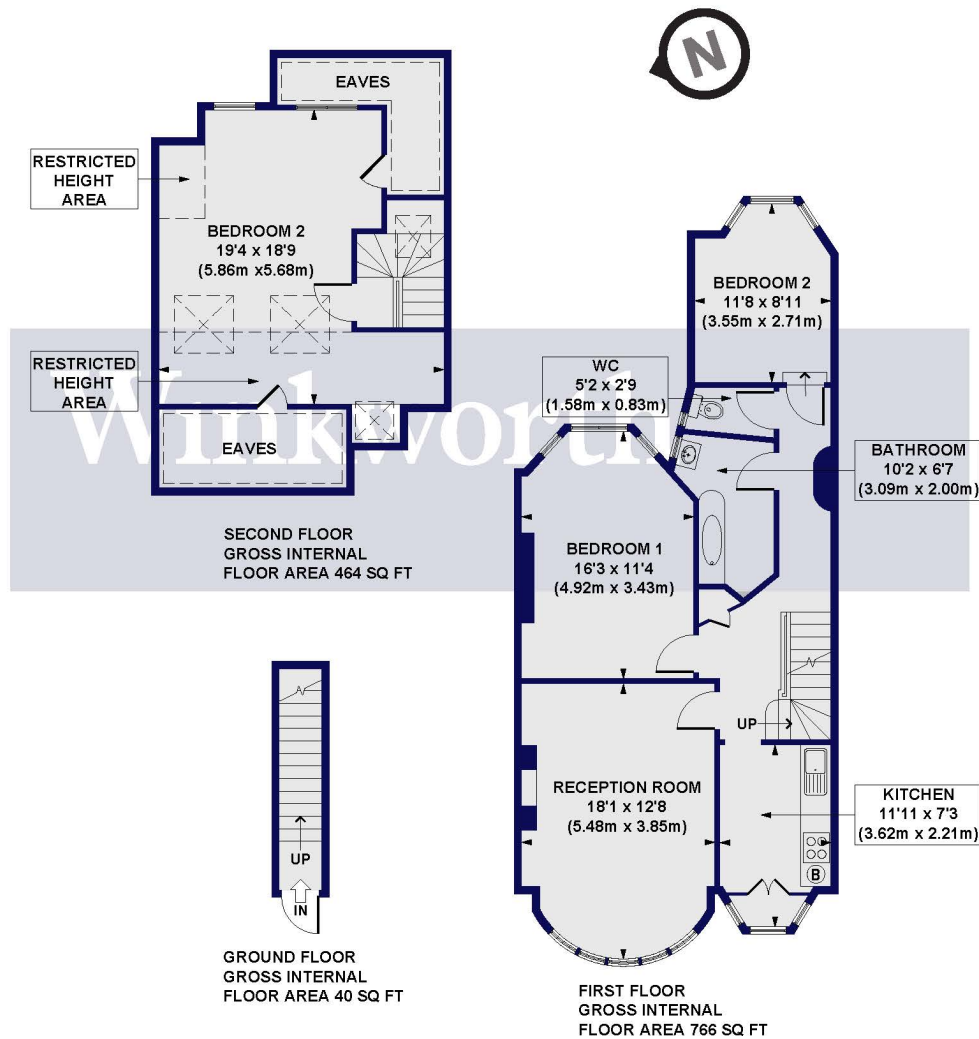 N
EAVES
RESTRICTED
HEIGHT
AREA
BEDROOM 2
19'4 x 18'9
(5.86m x5.68m)
RESTRICTED
HEIGHT
AREA
EAVES
Winkworth
SECOND FLOOR
GROSS INTERNAL
FLOOR AREA 464 SQ FT
BEDROOM 2
11'8 x 8'11
(3.55m x 2.71m)
WC
5'2 x 2'9
(1.58m x 0.83m)
BATHROOM
10'2 x 6'7
(3.09m x 2.00m)
BEDROOM 1
16'3 x 11'4
(4.92m x 3.43m)
UP
RECEPTION ROOM
18'1 x 12'8
(5.48m x 3.85m)
KITCHEN
11'11 x 7'3
(3.62m x 2.21m)
B
UP
IN
GROUND FLOOR
GROSS INTERNAL
FLOOR AREA 40 SQ FT
FIRST FLOOR
GROSS INTERNAL
FLOOR AREA 766 SQ FT